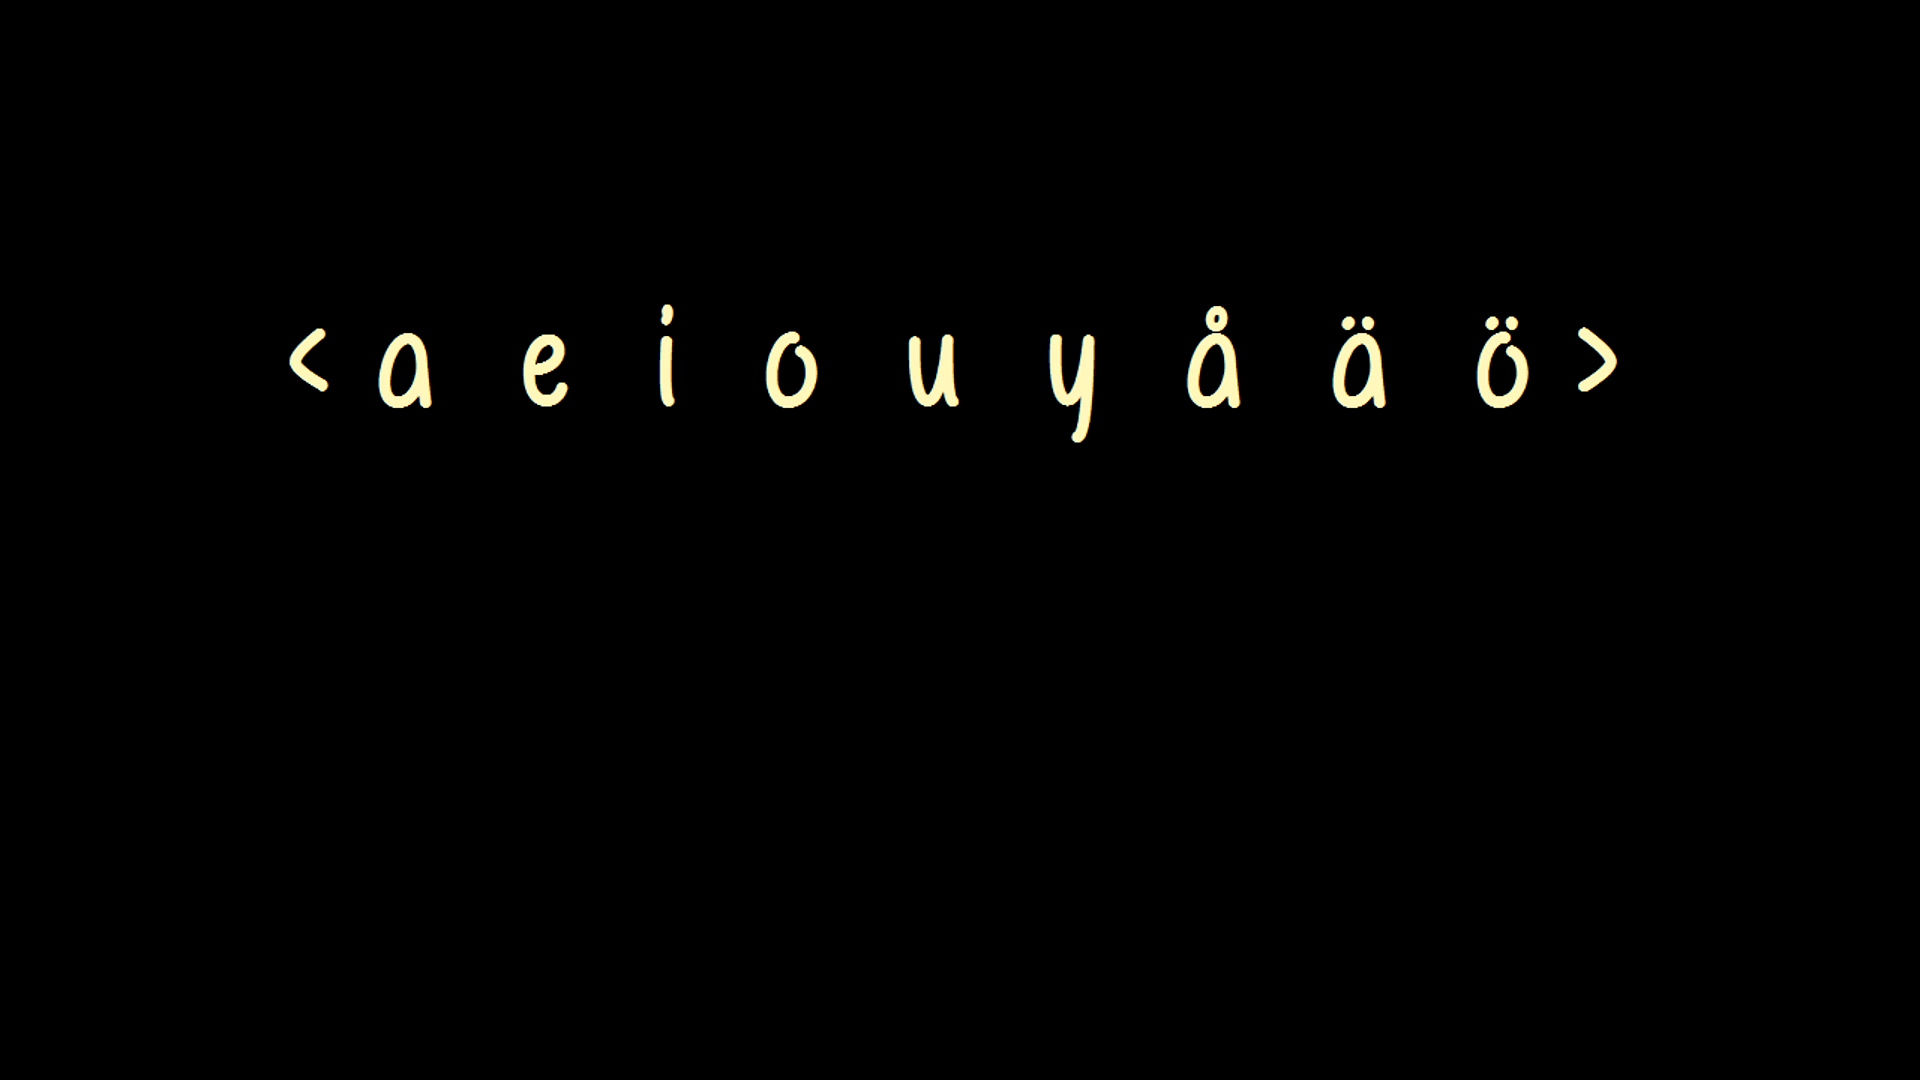 <a e i o u y å ä ö>